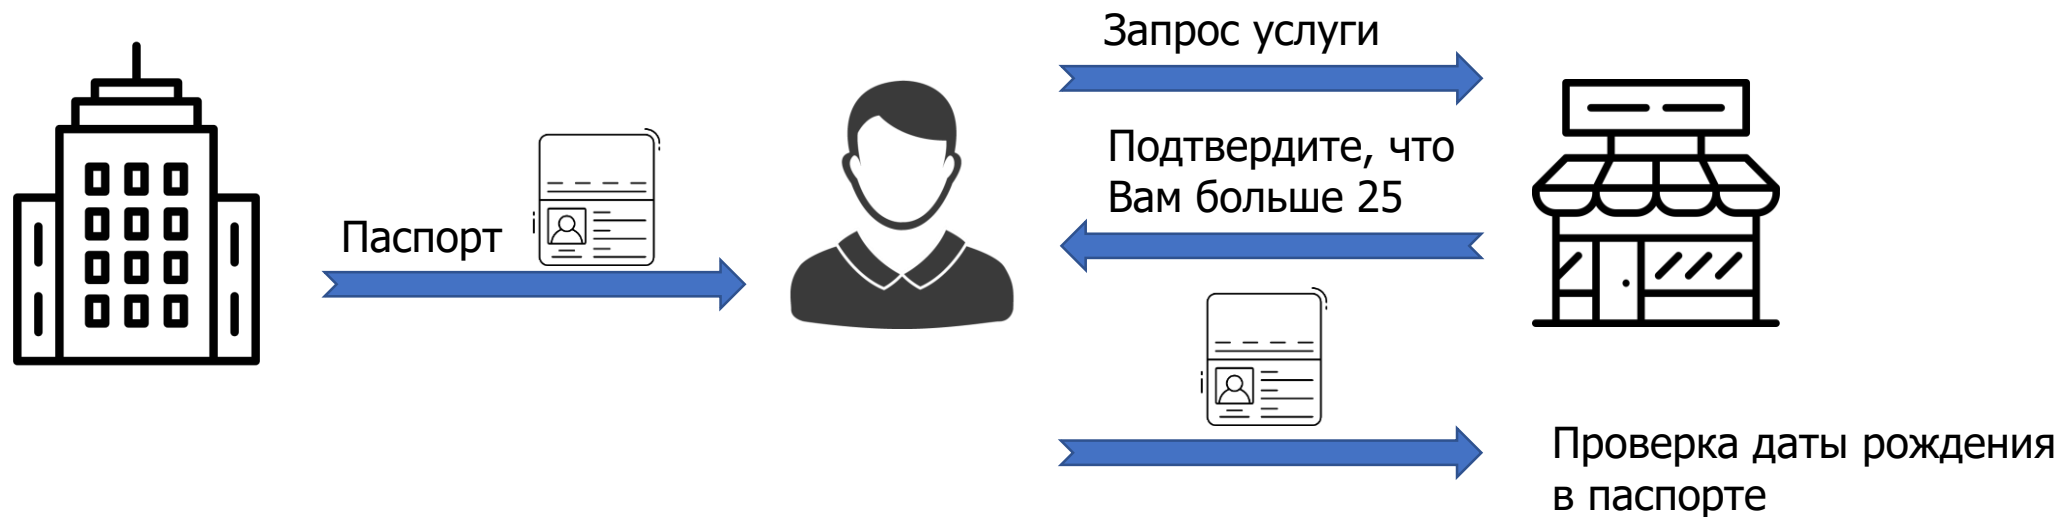 Запрос услуги
Подтвердите, что
Вам больше 25
Паспорт
Проверка даты рождения
в паспорте